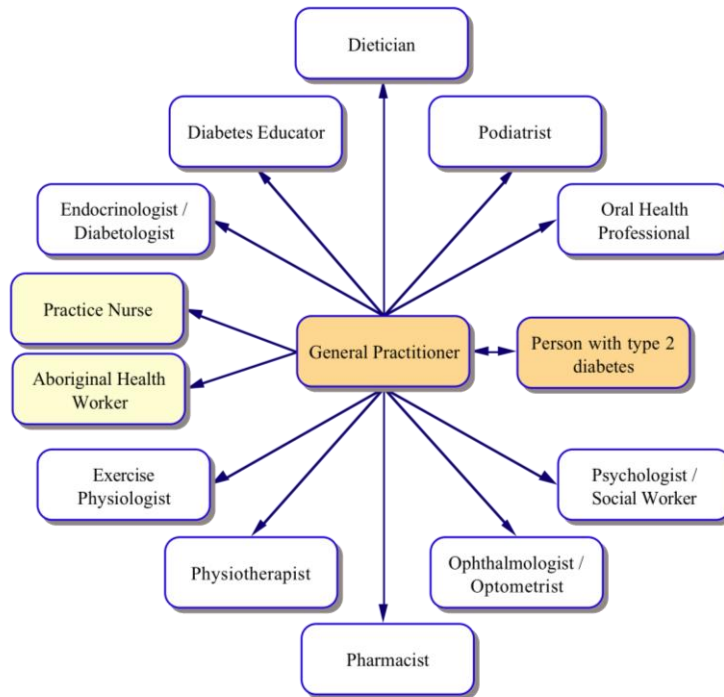 Dietician
Diabetes Educator
Podiatrist
Endocrinologist /
Diabetologist
Oral Health
Professional
Practice Nurse
General Practitioner
Person with type 2
diabetes
Aboriginal Health
Worker
Exercise
Physiologist
Psychologist /
Social Worker
Physiotherapist
Ophthalmologist /
Optometrist
Pharmacist